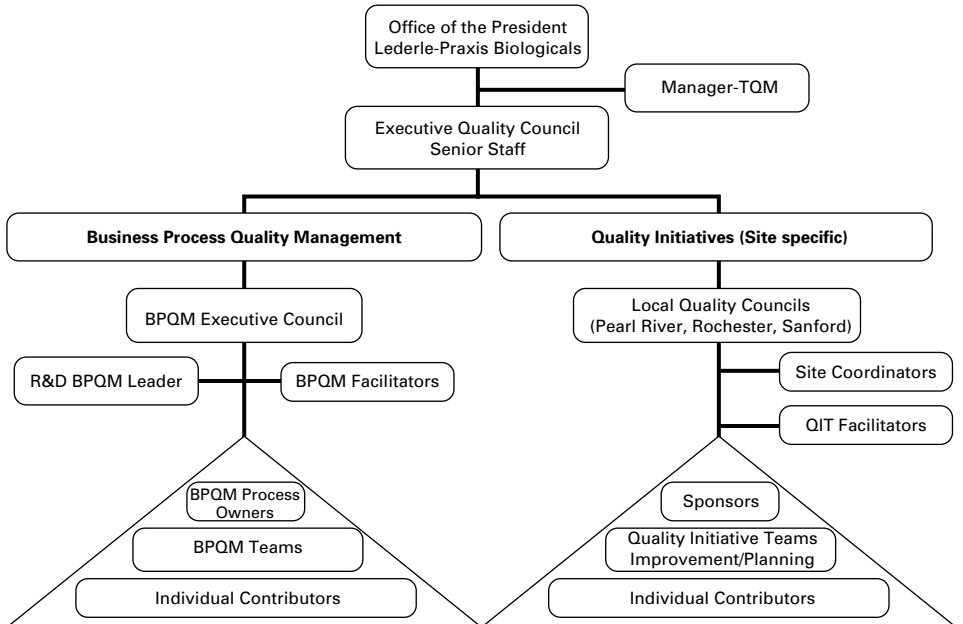 Office of the President
Lederle-Praxis Biologicals
Manager-TQM
Executive Quality Council
Senior Staff
Business Process Quality Management
Quality Initiatives (Site specific)
BPQM Executive Council
Local Quality Councils
(Pearl River, Rochester, Sanford)
R&D BPQM Leader
BPQM Facilitators
Site Coordinators
QIT Facilitators
BPQM Process
Owners
Sponsors
BPQM Teams
Quality Initiative Teams
Improvement/Planning
Individual Contributors
Individual Contributors